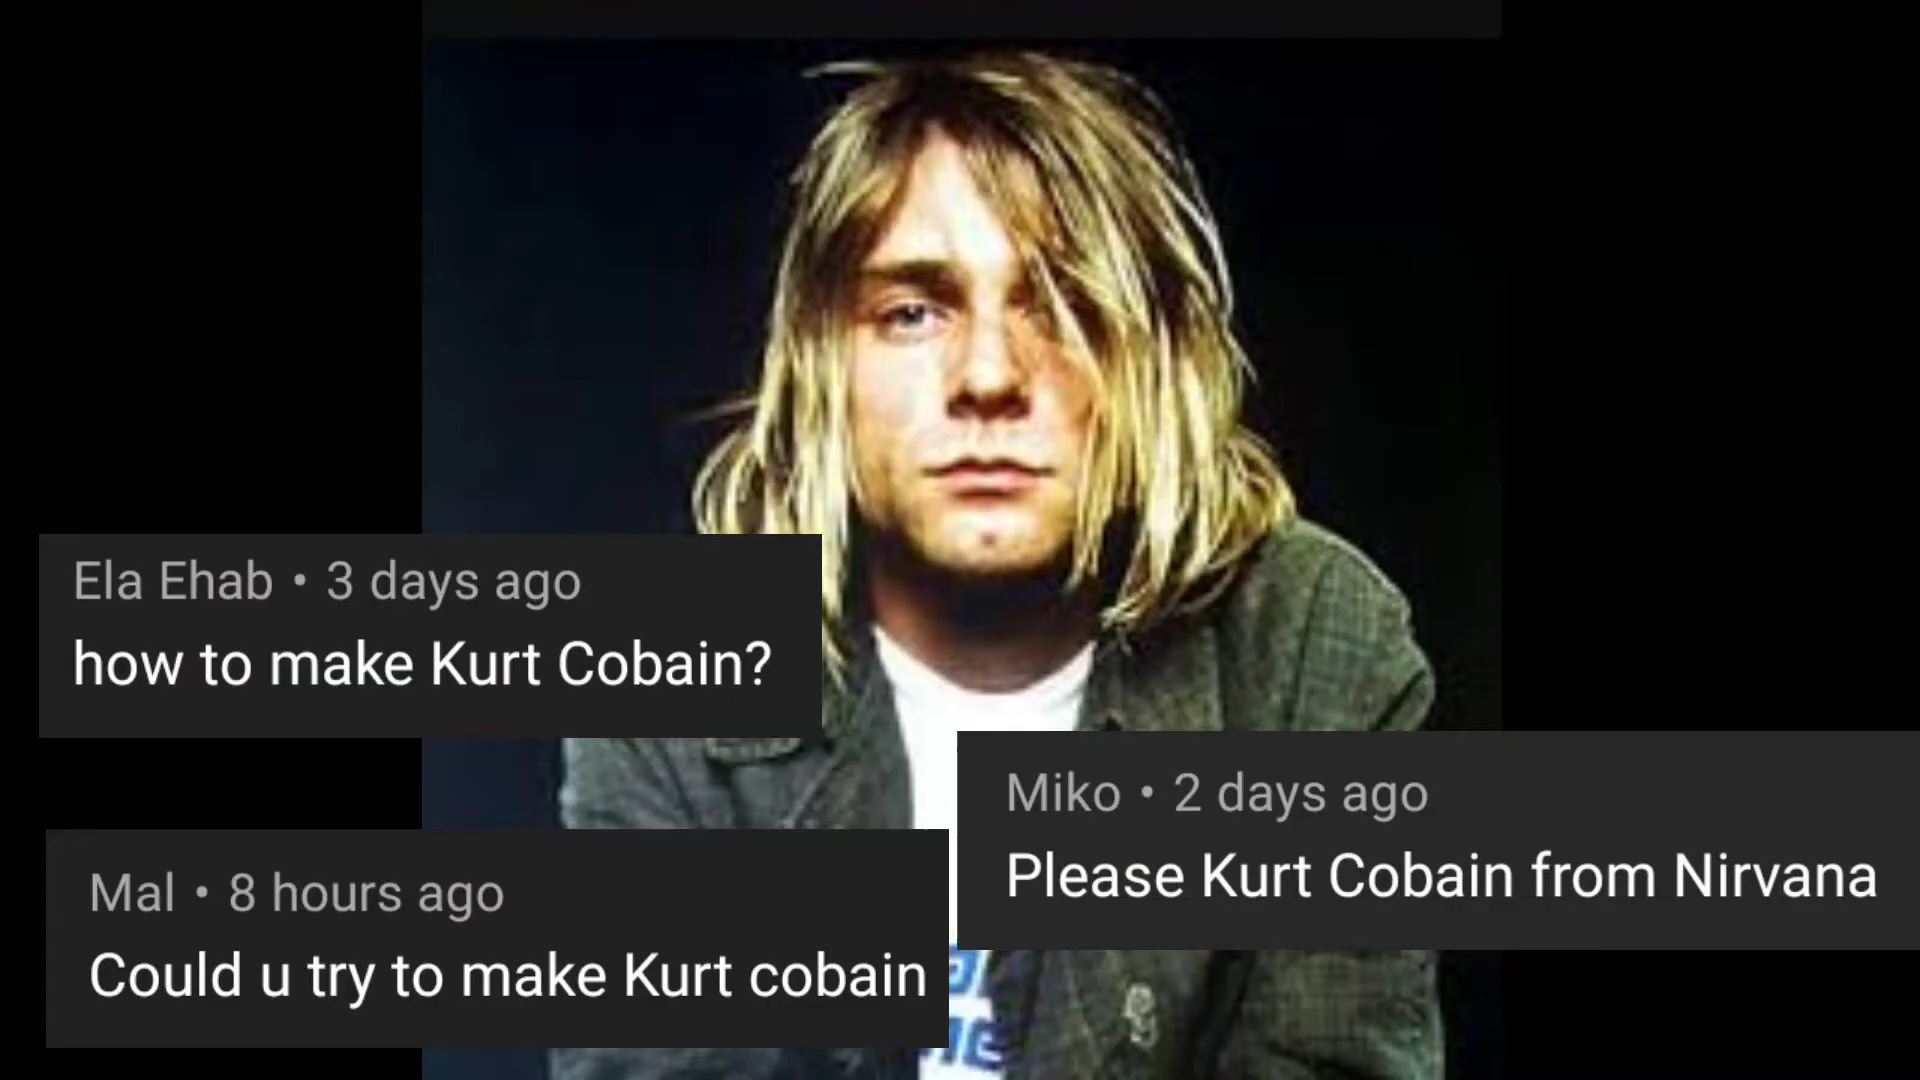 Ela Ehab • 3 days ago
how to make Kurt Cobain?
Miko • 2 days ago
Please Kurt Cobain from Nirvana
Mal • 8 hours ago
Could u try to make Kurt cobain